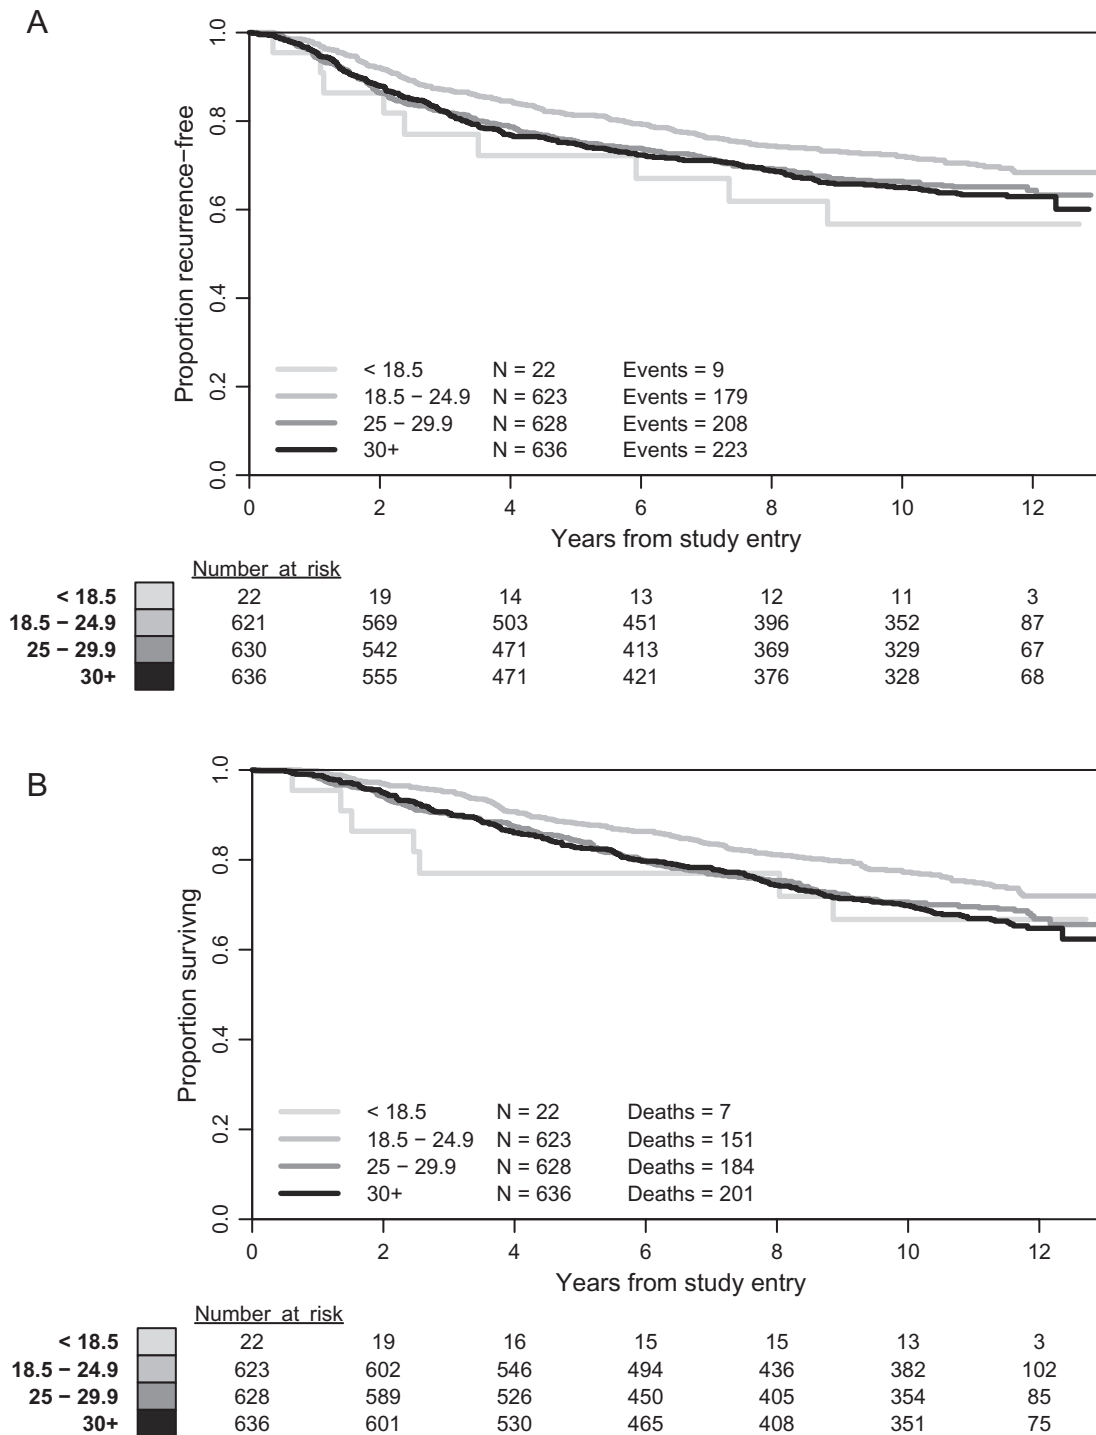 A
Proportion recurrence−free
1.0
0.8
0.6
0.4
0.2
0.0
< 18.5 N = 22 Events = 9
18.5 − 24.9 N = 623 Events = 179
25 − 29.9 N = 628 Events = 208
30+ N = 636 Events = 223
0 2 4 6 8 10 12
Years from study entry
Number at risk
< 18.5 22 19 14 13 12 11 3
18.5 − 24.9 621 569 503 451 396 352 87
25 − 29.9 630 542 471 413 369 329 67
30+ 636 555 471 421 376 328 68
B
Proportion survivng
1.0
0.8
0.6
0.4
0.2
0.0
< 18.5 N = 22 Deaths = 7
18.5 − 24.9 N = 623 Deaths = 151
25 − 29.9 N = 628 Deaths = 184
30+ N = 636 Deaths = 201
0 2 4 6 8 10 12
Years from study entry
Number at risk
< 18.5 22 19 16 15 15 13 3
18.5 − 24.9 623 602 546 494 436 382 102
25 − 29.9 628 589 526 450 405 354 85
30+ 636 601 530 465 408 351 75